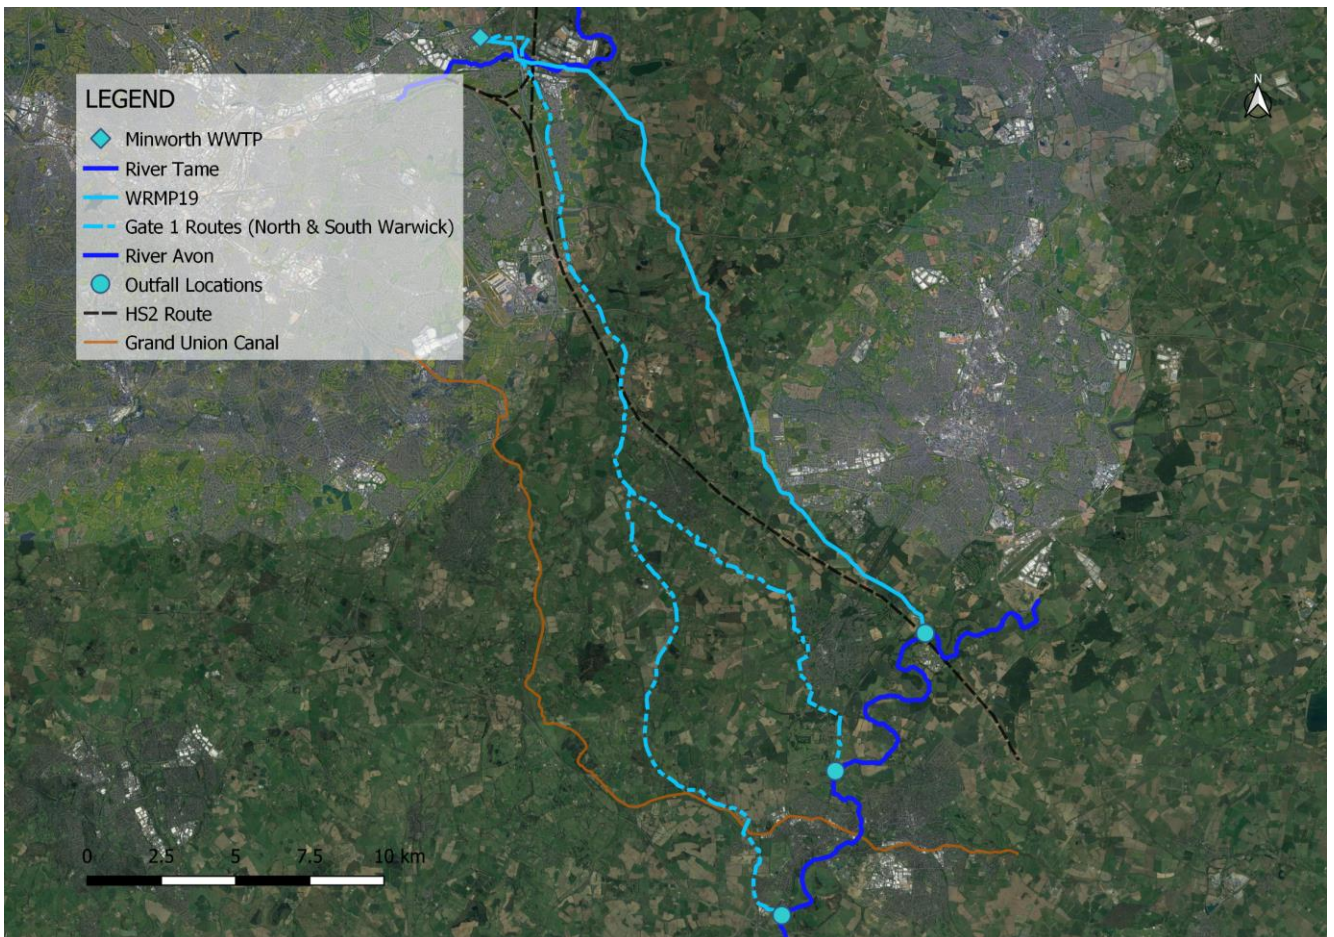 N
LEGEND
Minworth WWTP
River Tame
WRMP19
Gate 1 Routes (North & South Warwick)
River Avon
Outfall Locations
HS2 Route
Grand Union Canal
0 2.5 5 7.5 10 km